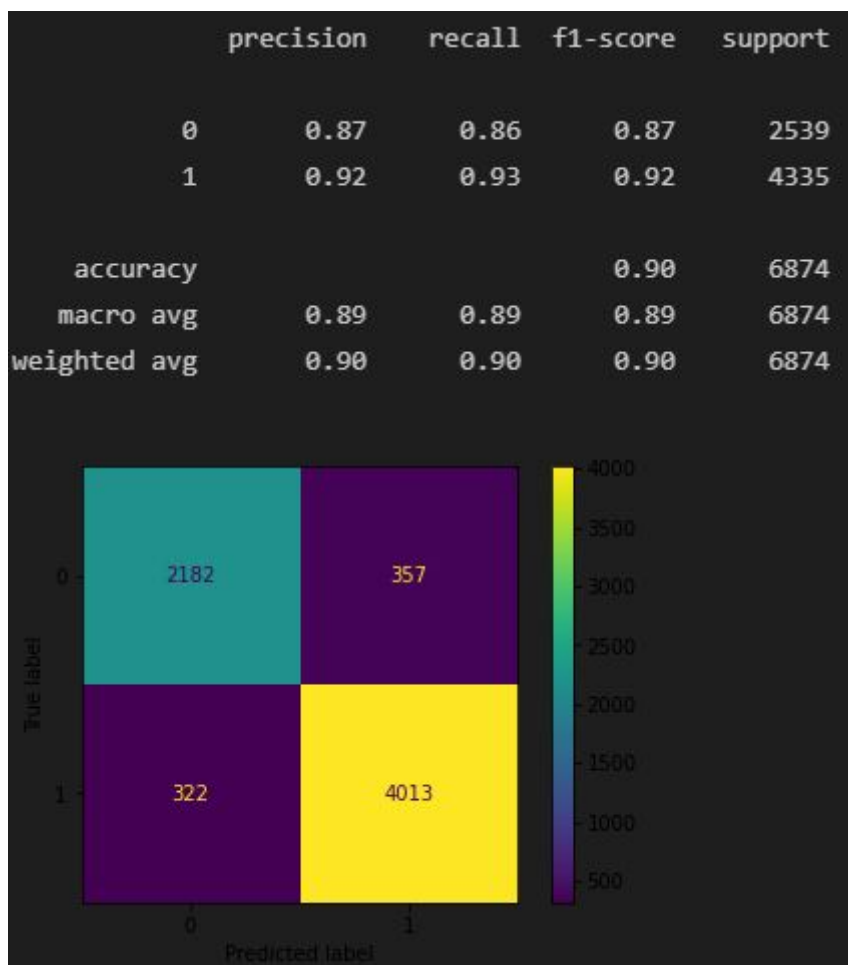 precision recall f1-score support
0 0.87 0.86 0.87 2539
1 0.92 0.93 0.92 4335
accuracy 0.90 6874
macro avg 0.89 0.89 0.89 6874
weighted avg 0.90 0.90 0.90 6874
4000
3500
3000
2500
2000
1500
1000
500
True label
0 2182 357
1 322 4013
0 1
Predicted label